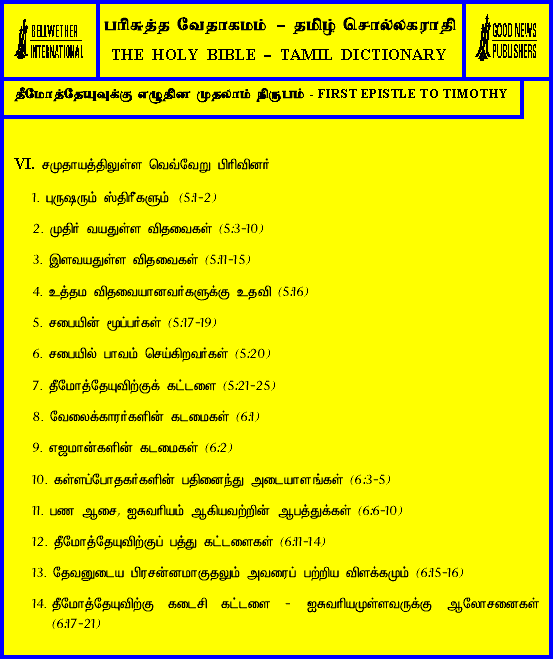 BELLWETHER
INTERNATIONAL
பரிசுத்த வேதாகமம் – தமிழ் சொல்லகராதி
THE HOLY BIBLE – TAMIL DICTIONARY
GOOD NEWS
PUBLISHERS
தீமோத்தேயுவுக்கு எழுதின முதலாம் நிருபம் - FIRST EPISTLE TO TIMOTHY
VI. சமுதாயத்திலுள்ள வெவ்வேறு பிரிவினர்
1. புருஷரும் ஸ்திரீகளும் (5:1-2)
2. முதிர் வயதுள்ள விதவைகள் (5:3-10)
3. இளவயதுள்ள விதவைகள் (5:11-15)
4. உத்தம விதவையானவர்களுக்கு உதவி (5:16)
5. சபையின் மூப்பர்கள் (5:17-19)
6. சபையில் பாவம் செய்கிறவர்கள் (5:20)
7. தீமோத்தேயுவிற்குக் கட்டளை (5:21-25)
8. வேலைக்காரர்களின் கடமைகள் (6:1)
9. எஜமான்களின் கடமைகள் (6:2)
10. கள்ளப்போதகர்களின் பதினைந்து அடையாளங்கள் (6:3-5)
11. பண ஆசை, ஐசுவரியம் ஆகியவற்றின் ஆபத்துக்கள் (6:6-10)
12. தீமோத்தேயுவிற்குப் பத்து கட்டளைகள் (6:11-14)
13. தேவனுடைய பிரசன்னமாகுதலும் அவரைப் பற்றிய விளக்கமும் (6:15-16)
14. தீமோத்தேயுவிற்கு கடைசி கட்டளை - ஐசுவரியமுள்ளவருக்கு ஆலோசனைகள்
(6:17-21)